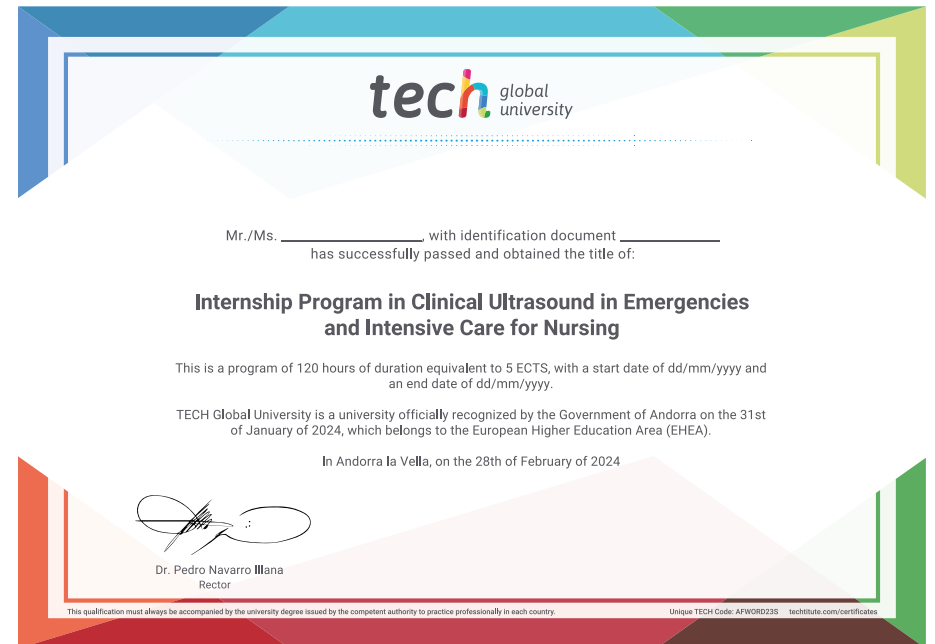 tech global university
Mr./Ms. ____________________, with identification document ______________
has successfully passed and obtained the title of:
Internship Program in Clinical Ultrasound in Emergencies
and Intensive Care for Nursing
This is a program of 120 hours of duration equivalent to 5 ECTS, with a start date of dd/mm/yyyy and
an end date of dd/mm/yyyy.
TECH Global University is a university officially recognized by the Government of Andorra on the 31st
of January of 2024, which belongs to the European Higher Education Area (EHEA).
In Andorra la Vella, on the 28th of February of 2024
Dr. Pedro Navarro Illana
Rector
This qualification must always be accompanied by the university degree issued by the competent authority to practice professionally in each country.
Unique TECH Code: AFWORD23S techtitute.com/certificates